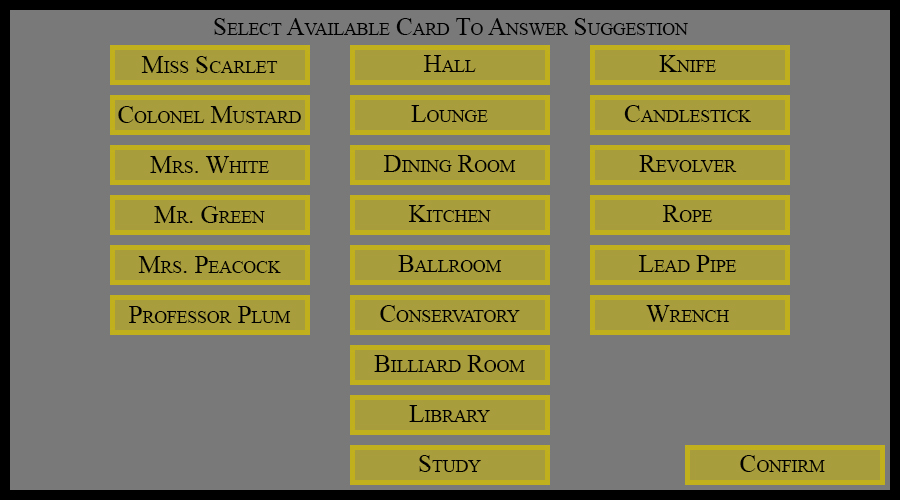 Select Available Card To Answer Suggestion
Miss Scarlet
Hall
Knife
Colonel Mustard
Lounge
Candlestick
Mrs. White
Dining Room
Revolver
Mr. Green
Kitchen
Rope
Mrs. Peacock
Ballroom
Lead Pipe
Professor Plum
Conservatory
Wrench
Billiard Room
Library
Study
Confirm